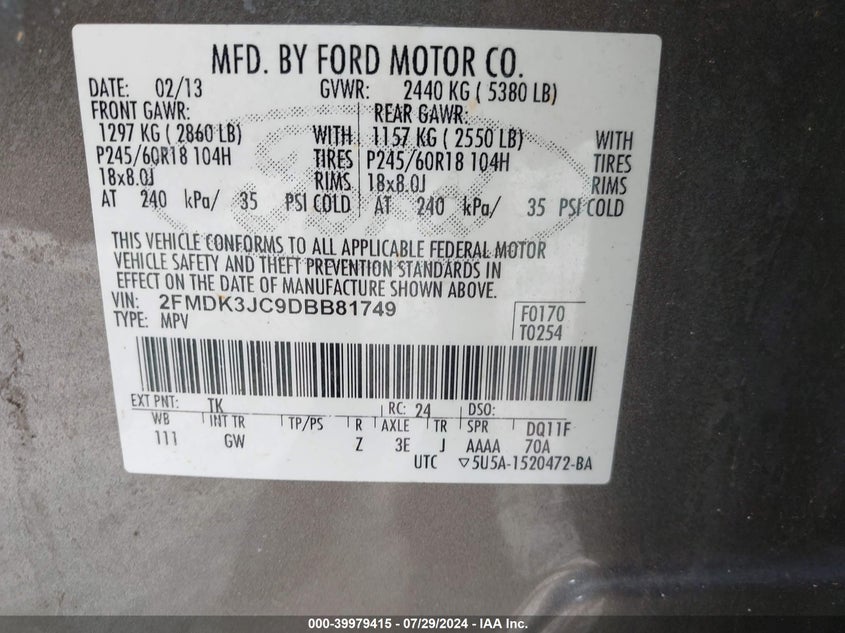 MFD. BY FORD MOTOR CO.
DATE: 02/13 GVWR: 2440 KG ( 5380 LB)
FRONT GAWR: REAR GAWR:
1297 KG ( 2860 LB) WITH 1157 KG ( 2550 LB) WITH
P245/60R18 104H TIRES P245/60R18 104H TIRES
18x8.0J RIMS 18x8.0J RIMS
AT 240 kPa/ 35 PSI COLD AT 240 kPa/ 35 PSI COLD
THIS VEHICLE CONFORMS TO ALL APPLICABLE FEDERAL MOTOR
VEHICLE SAFETY AND THEFT PREVENTION STANDARDS IN
EFFECT ON THE DATE OF MANUFACTURE SHOWN ABOVE.
VIN: 2FMDK3JC9DBB81749
TYPE: MPV
F0170
T0254
EXT PNT: TK RC: 24 DSO:
WB INT TR TP/PS R AXLE TR SPR DQ11F
111 GW Z 3E J AAAA 70A
UTC ▽5U5A-1520472-BA
000-39979415 - 07/29/2024 - IAA Inc.